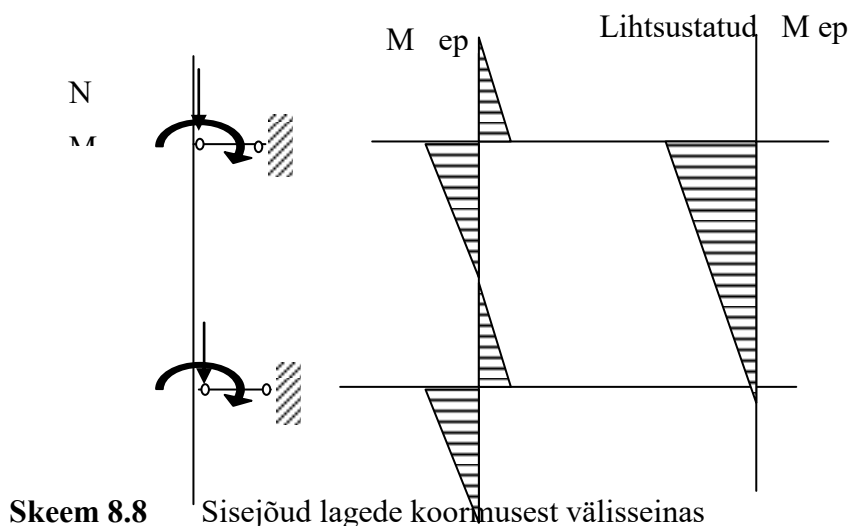 M ep
Lihtsustatud M ep
N
M
Skeem 8.8 Sisejõud lagede koormusest välisseinas